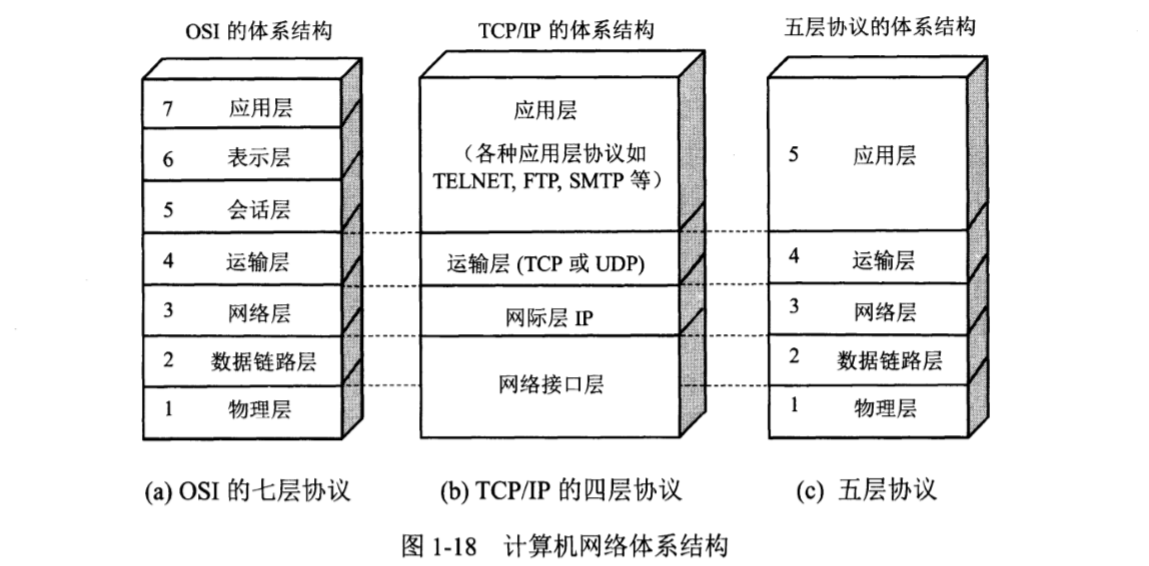 OSI 的体系结构
7 应用层
6 表示层
5 会话层
4 运输层
3 网络层
2 数据链路层
1 物理层
(a) OSI 的七层协议
TCP/IP 的体系结构
应用层
（各种应用层协议如
TELNET, FTP, SMTP 等）
运输层 (TCP 或 UDP)
网际层 IP
网络接口层
(b) TCP/IP 的四层协议
五层协议的体系结构
5 应用层
4 运输层
3 网络层
2 数据链路层
1 物理层
(c) 五层协议
图 1-18 计算机网络体系结构